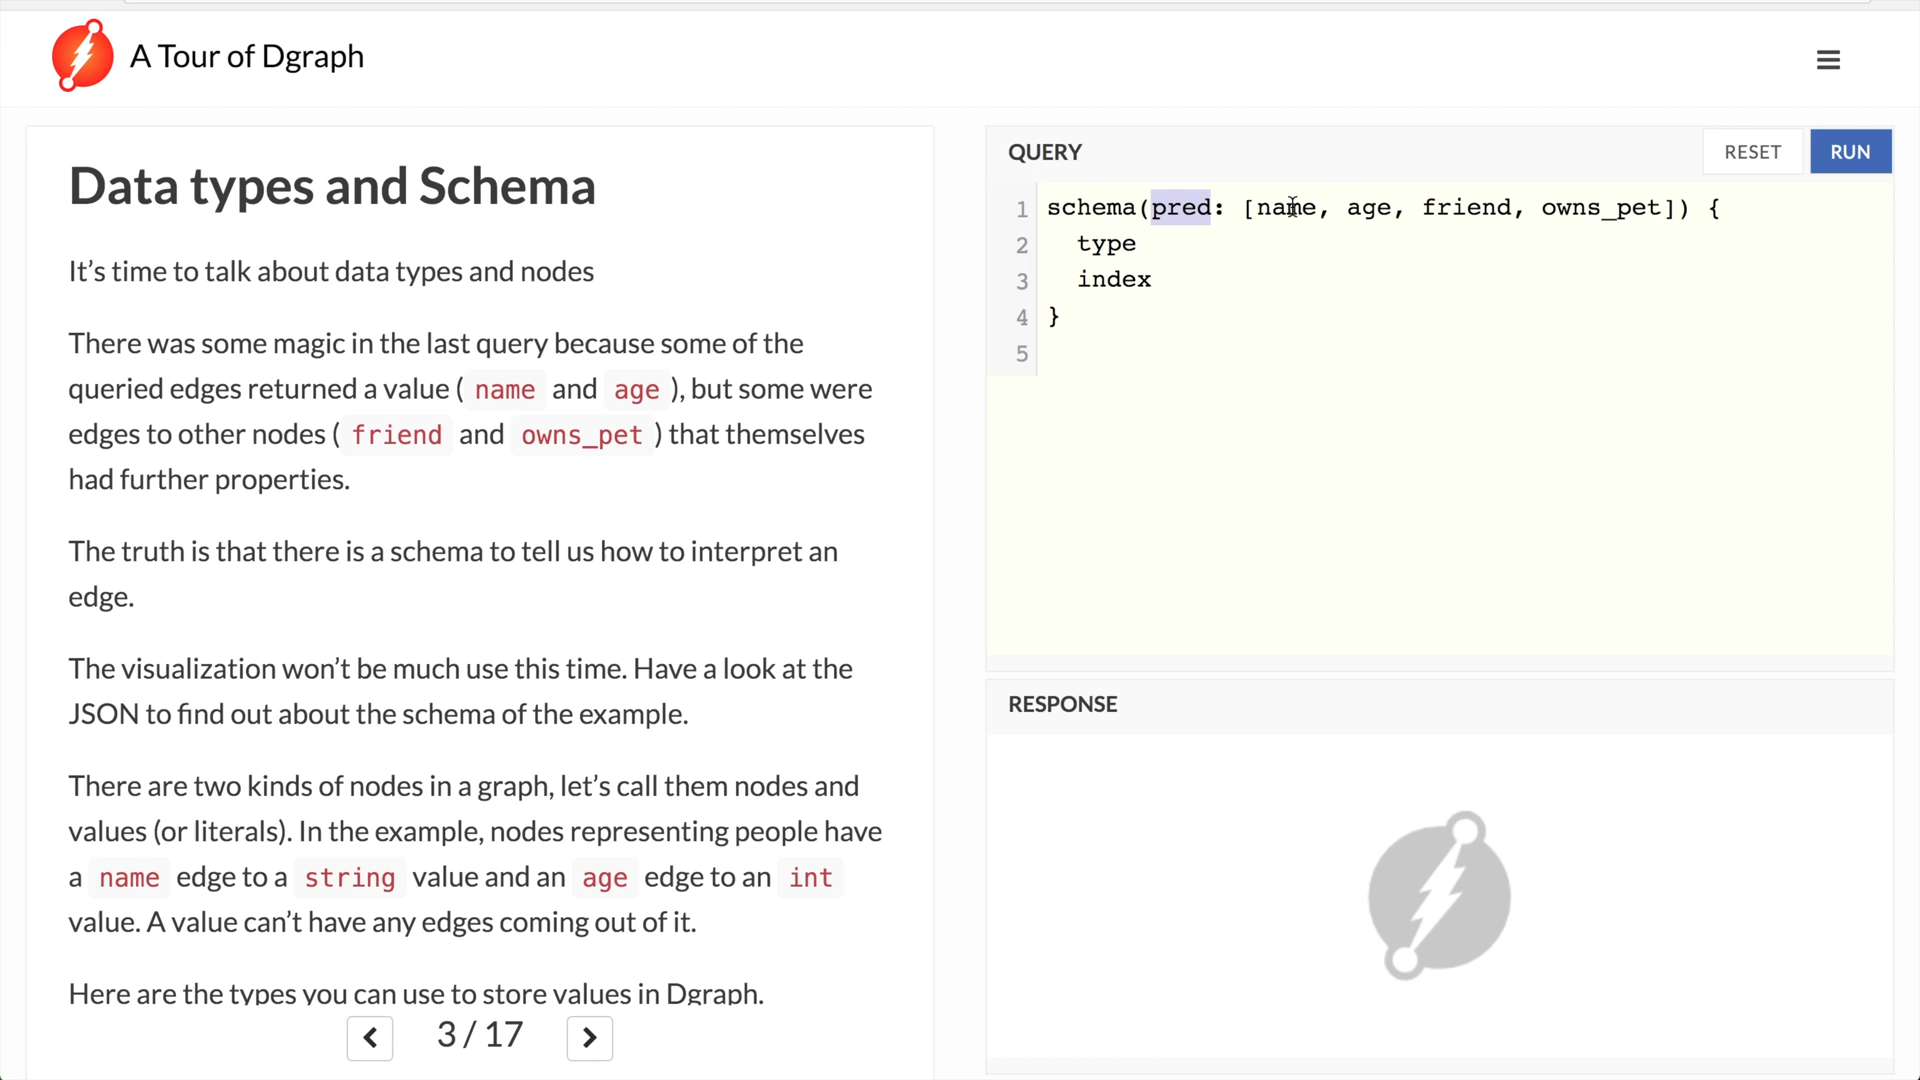 A Tour of Dgraph
Data types and Schema
It's time to talk about data types and nodes
There was some magic in the last query because some of the
queried edges returned a value ( name and age ), but some were
edges to other nodes ( friend and owns_pet ) that themselves
had further properties.
The truth is that there is a schema to tell us how to interpret an
edge.
The visualization won't be much use this time. Have a look at the
JSON to find out about the schema of the example.
There are two kinds of nodes in a graph, let's call them nodes and
values (or literals). In the example, nodes representing people have
a name edge to a string value and an age edge to an int
value. A value can't have any edges coming out of it.
Here are the types you can use to store values in Dgraph.
3 / 17
QUERY
RESET
RUN
1 schema(pred: [name, age, friend, owns_pet]) {
2 type
3 index
4 }
5
RESPONSE